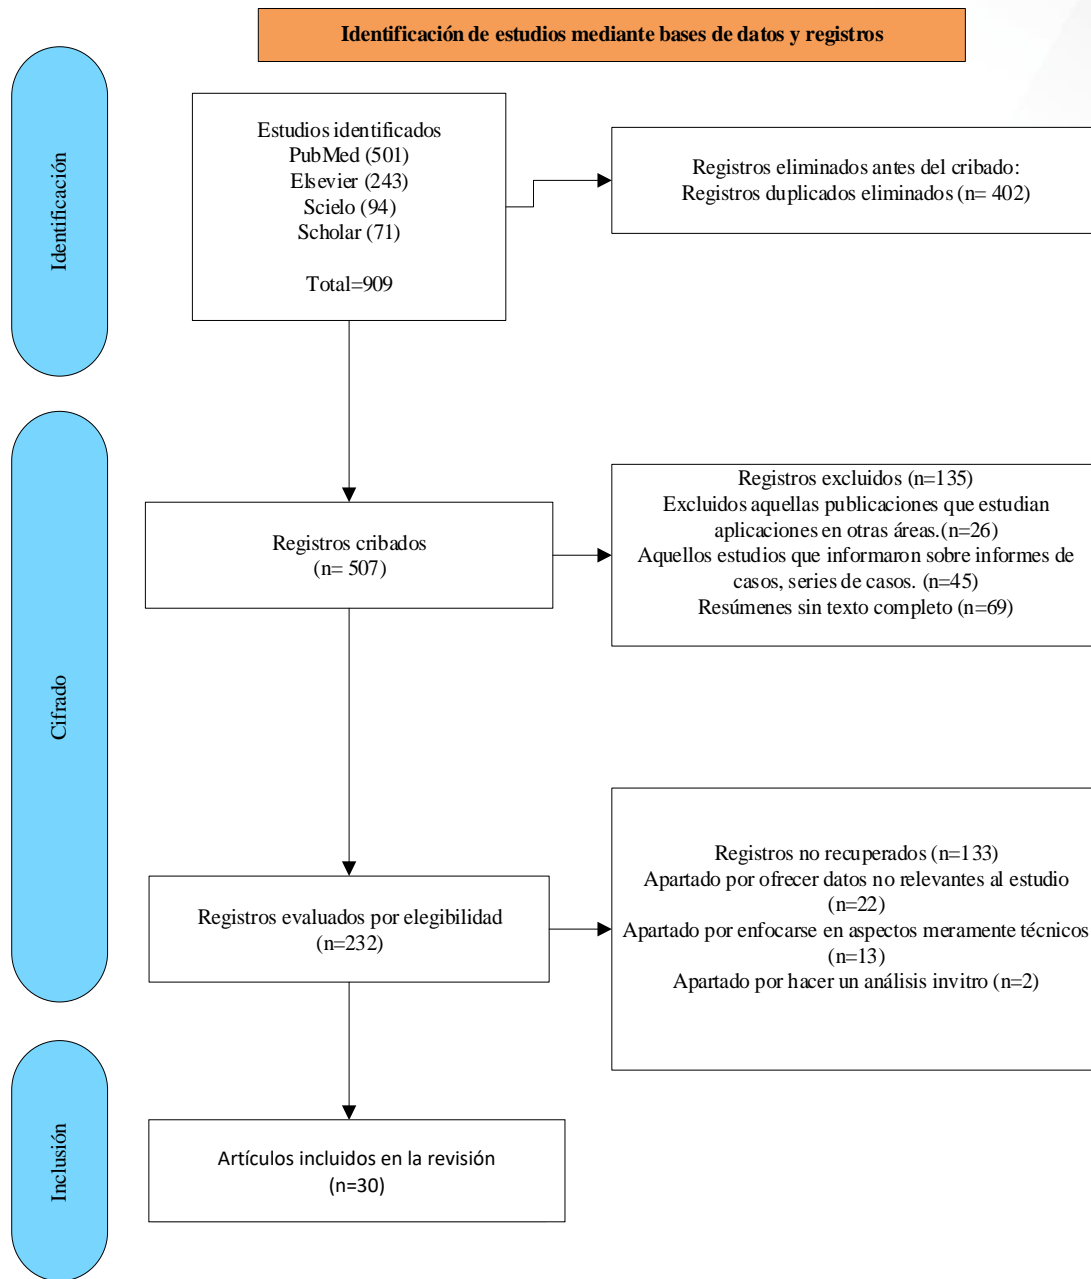 Identificación de estudios mediante bases de datos y registros
Identificación
Estudios identificados
PubMed (501)
Elsevier (243)
Scielo (94)
Scholar (71)
Total=909
Registros eliminados antes del cribado:
Registros duplicados eliminados (n= 402)
Cifrado
Registros cribados
(n= 507)
Registros excluidos (n=135)
Excluidos aquellas publicaciones que estudian
aplicaciones en otras áreas.(n=26)
Aquellos estudios que informaron sobre informes de
casos, series de casos. (n=45)
Resúmenes sin texto completo (n=69)
Registros evaluados por elegibilidad
(n=232)
Registros no recuperados (n=133)
Apartado por ofrecer datos no relevantes al estudio
(n=22)
Apartado por enfocarse en aspectos meramente técnicos
(n=13)
Apartado por hacer un análisis invitro (n=2)
Inclusión
Artículos incluidos en la revisión
(n=30)